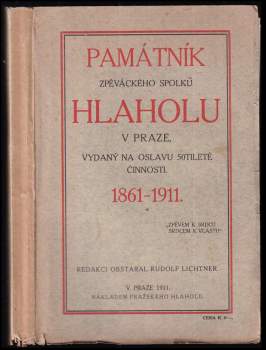 PAMÁTNÍK
ZPĚVÁCKÉHO SPOLKU
HLAHOLU
V PRAZE,
VYDANÝ NA OSLAVU 50TILETÉ
ČINNOSTI.
1861-1911.
„ZPĚVEM K SRDCI
SRDCEM K VLASTI!“
REDAKCI OBSTARAL RUDOLF LICHTNER
V PRAZE 1911.
NÁKLADEM PRAŽSKÉHO HLAHOLU.
CENA K